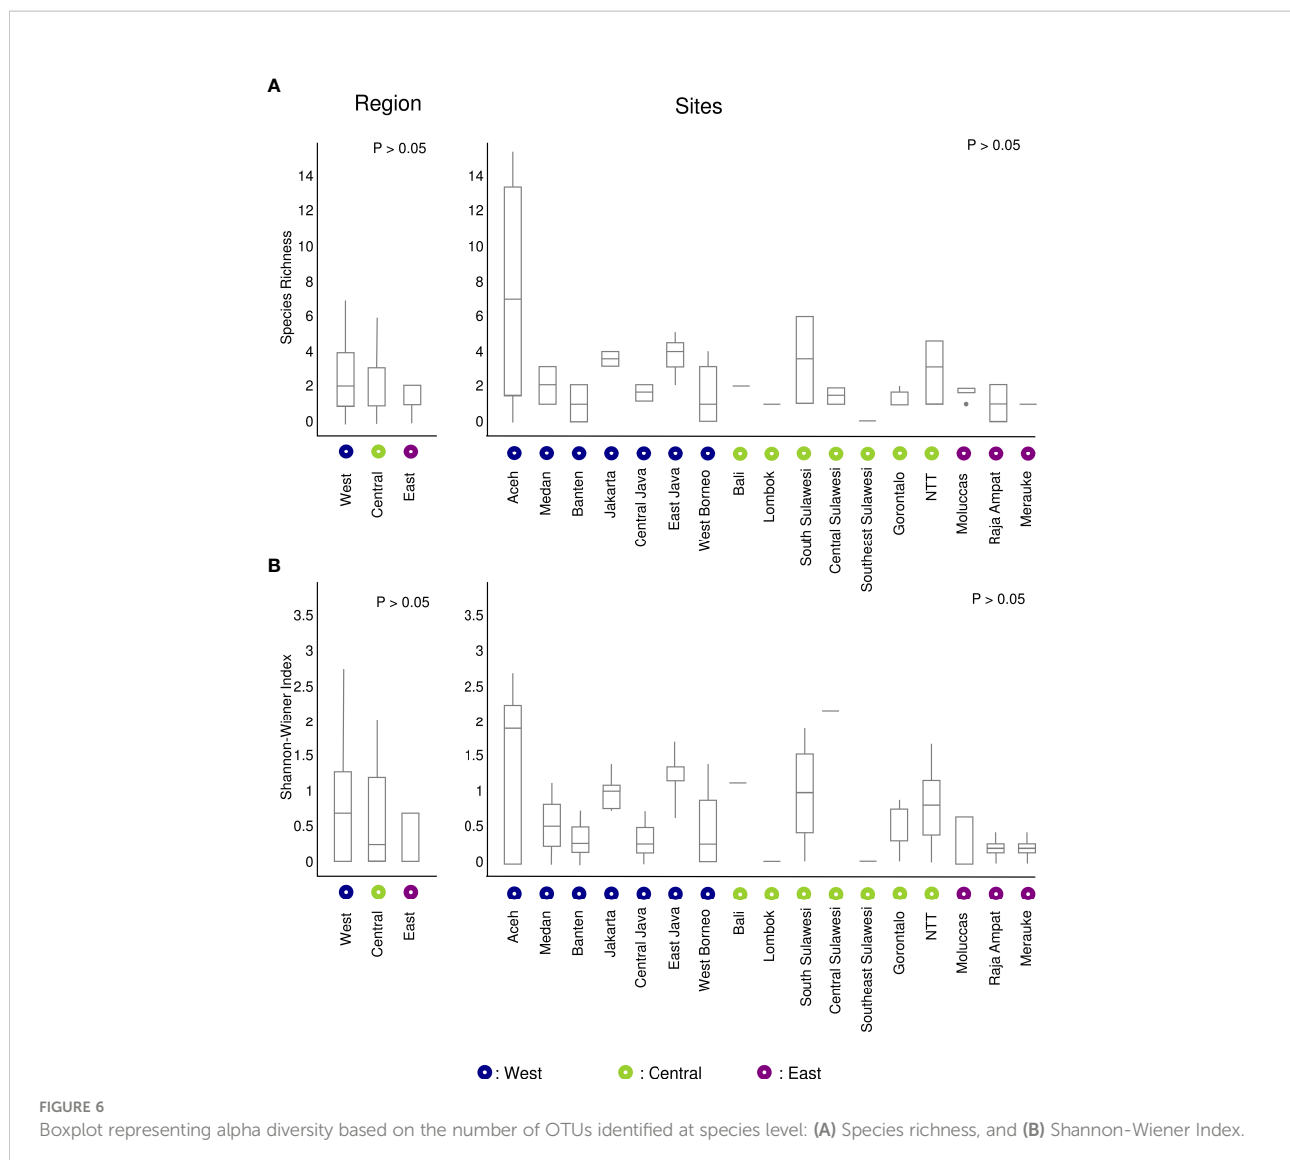 A
Region
Sites
P > 0.05
P > 0.05
Species Richness
14
12
10
8
6
4
2
0
14
12
10
8
6
4
2
0
West
Central
East
Aceh
Medan
Banten
Jakarta
Central Java
East Java
West Borneo
Bali
Lombok
South Sulawesi
Central Sulawesi
Southeast Sulawesi
Gorontalo
NTT
Moluccas
Raja Ampat
Merauke
B
P > 0.05
P > 0.05
Shannon-Wiener Index
3.5
3
2.5
2
1.5
1
0.5
0
3.5
3
2.5
2
1.5
1
0.5
0
West
Central
East
Aceh
Medan
Banten
Jakarta
Central Java
East Java
West Borneo
Bali
Lombok
South Sulawesi
Central Sulawesi
Southeast Sulawesi
Gorontalo
NTT
Moluccas
Raja Ampat
Merauke
: West
: Central
: East
FIGURE 6
Boxplot representing alpha diversity based on the number of OTUs identified at species level: (A) Species richness, and (B) Shannon-Wiener Index.